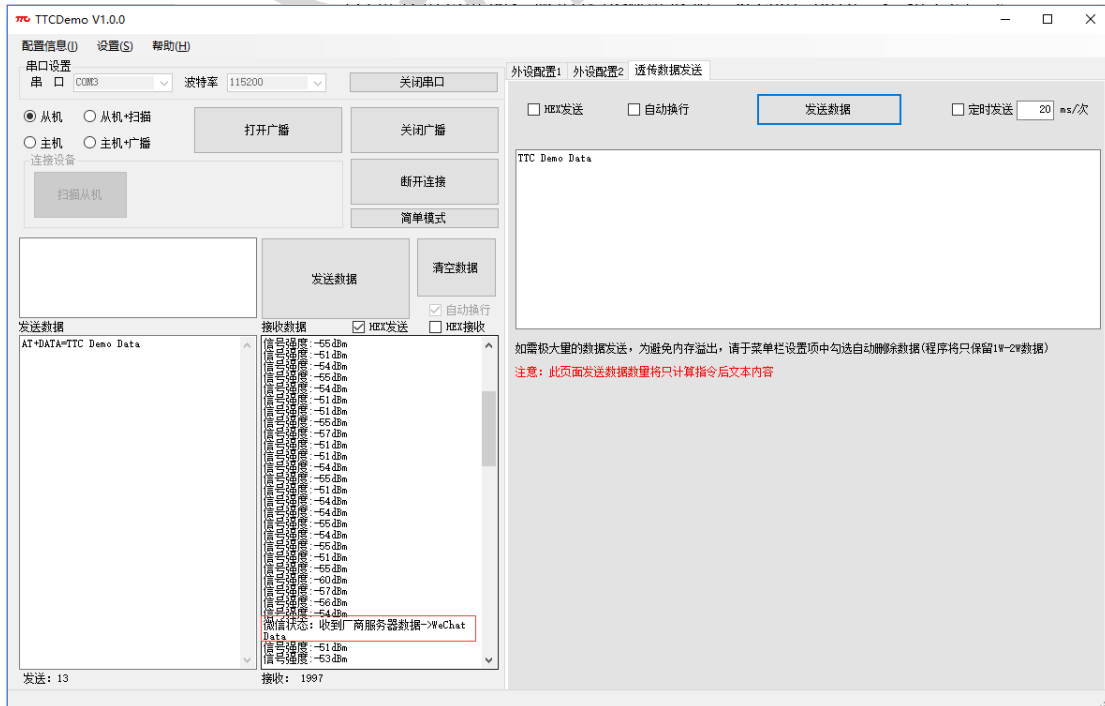 TTCDemo V1.0.0
配置信息(I) 设置(S) 帮助(H)
串口设置
串 口 COM3 波特率 115200 关闭串口
从机 从机+扫描
主机 主机+广播
打开广播 关闭广播
连接设备
扫描从机
断开连接
简单模式
发送数据
清空数据
自动换行
发送数据 接收数据 HEX发送 HEX接收
AT+DATA=TTC Demo Data
信号强度:-55dBm
信号强度:-51dBm
信号强度:-54dBm
信号强度:-55dBm
信号强度:-54dBm
信号强度:-51dBm
信号强度:-51dBm
信号强度:-55dBm
信号强度:-57dBm
信号强度:-51dBm
信号强度:-51dBm
信号强度:-54dBm
信号强度:-55dBm
信号强度:-51dBm
信号强度:-54dBm
信号强度:-54dBm
信号强度:-55dBm
信号强度:-54dBm
信号强度:-55dBm
信号强度:-51dBm
信号强度:-55dBm
信号强度:-60dBm
信号强度:-57dBm
信号强度:-56dBm
信号强度:-54dBm
微信状态: 收到厂商服务器数据->WeChat
Data
信号强度:-51dBm
信号强度:-53dBm
发送: 13 接收: 1997
外设配置1 外设配置2 透传数据发送
HEX发送 自动换行 发送数据 定时发送 20 ms/次
TTC Demo Data
如需极大量的数据发送，为避免内存溢出，请于菜单栏设置项中勾选自动删除数据(程序将只保留1W-2W数据)
注意: 此页面发送数据数量将只计算指令后文本内容